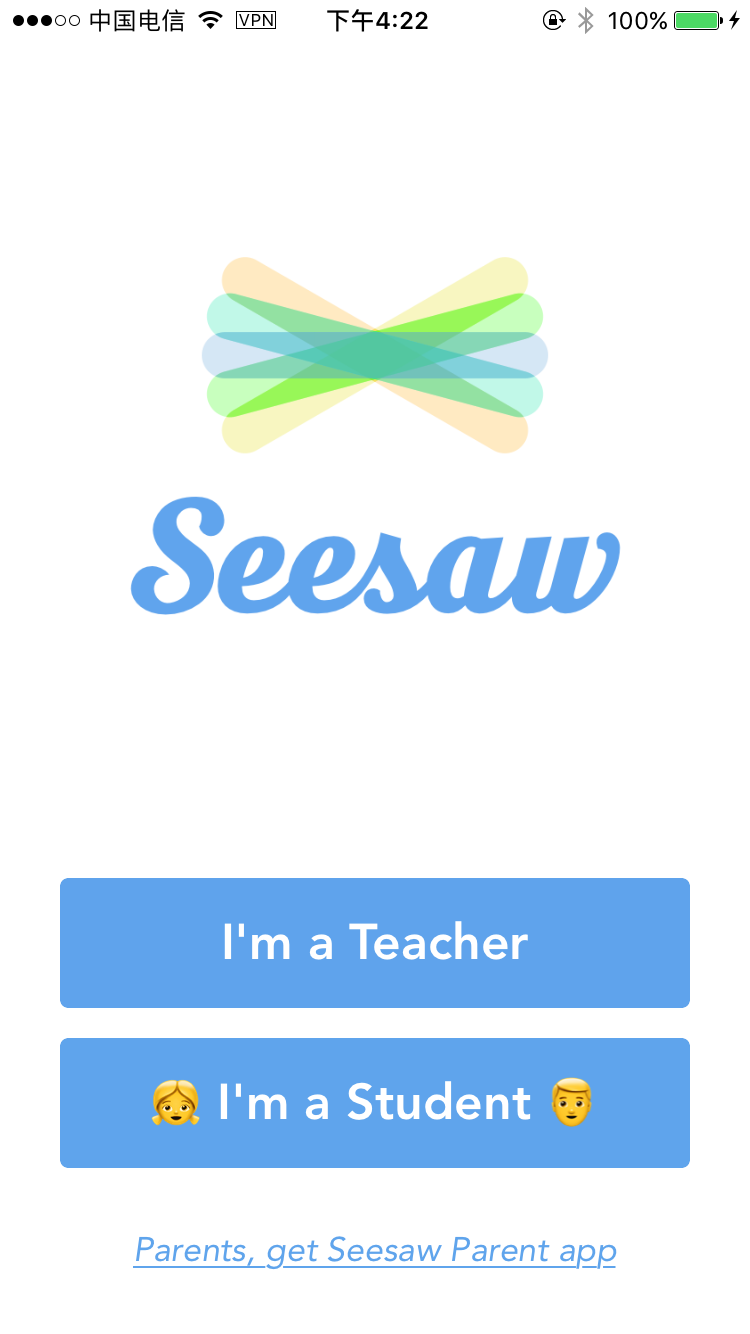 中国电信 VPN 下午4:22 100%
Seesaw
I'm a Teacher
👧 I'm a Student 👨
Parents, get Seesaw Parent app